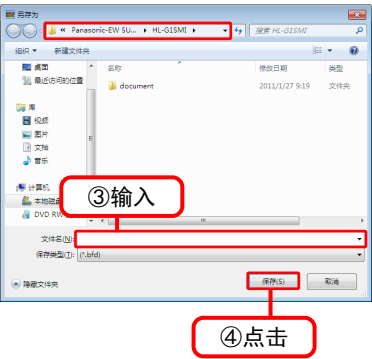 另存为
« Panasonic-EW SU... ▸ HL-G1SMI ▸
搜索 HL-G1SMI
组织 ▼ 新建文件夹
桌面
最近访问的位置
库
视频
图片
文档
音乐
计算机
本地磁盘
DVD RW
名称 修改日期 类型
document 2011/1/27 9:19 文件夹
③输入
文件名(N):
保存类型(T): (*.bfd)
隐藏文件夹 保存(S) 取消
④点击